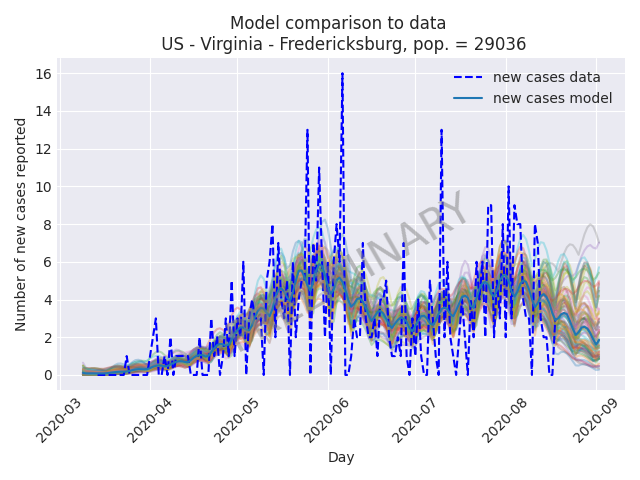 Model comparison to data
US - Virginia - Fredericksburg, pop. = 29036
new cases data
new cases model
Number of new cases reported
16
14
12
10
8
6
4
2
0
2020-03
2020-04
2020-05
2020-06
2020-07
2020-08
2020-09
Day